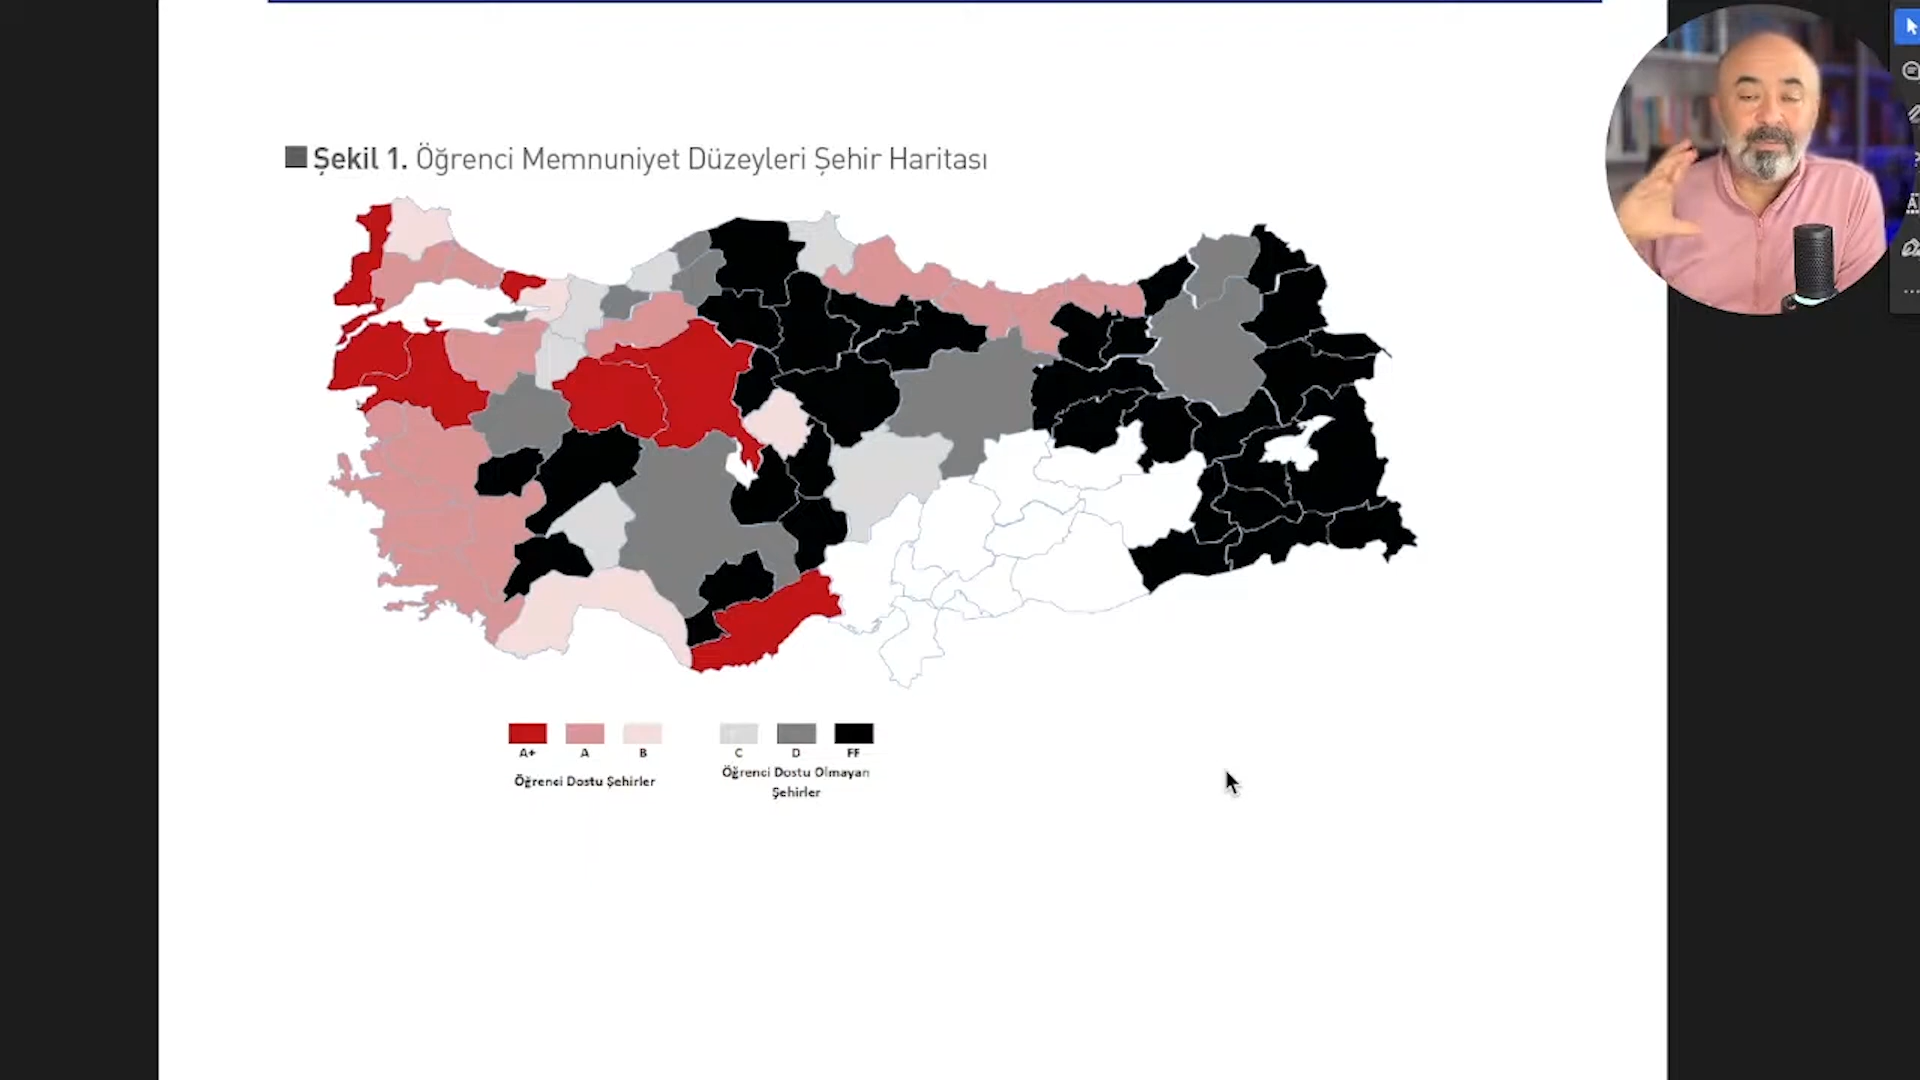 Şekil 1. Öğrenci Memnuniyet Düzeyleri Şehir Haritası
A+ A B C D FF
Öğrenci Dostu Şehirler
Öğrenci Dostu Olmayan
Şehirler